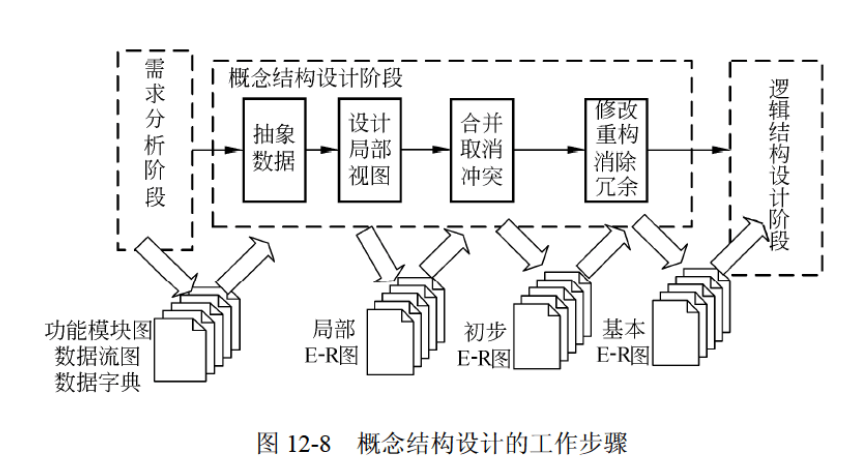 需求分析阶段
概念结构设计阶段
抽象
数据
设计
局部
视图
合并
取消
冲突
修改
重构
消除
冗余
逻辑结构设计阶段
功能模块图
数据流图
数据字典
局部
E-R图
初步
E-R图
基本
E-R图
图 12-8 概念结构设计的工作步骤